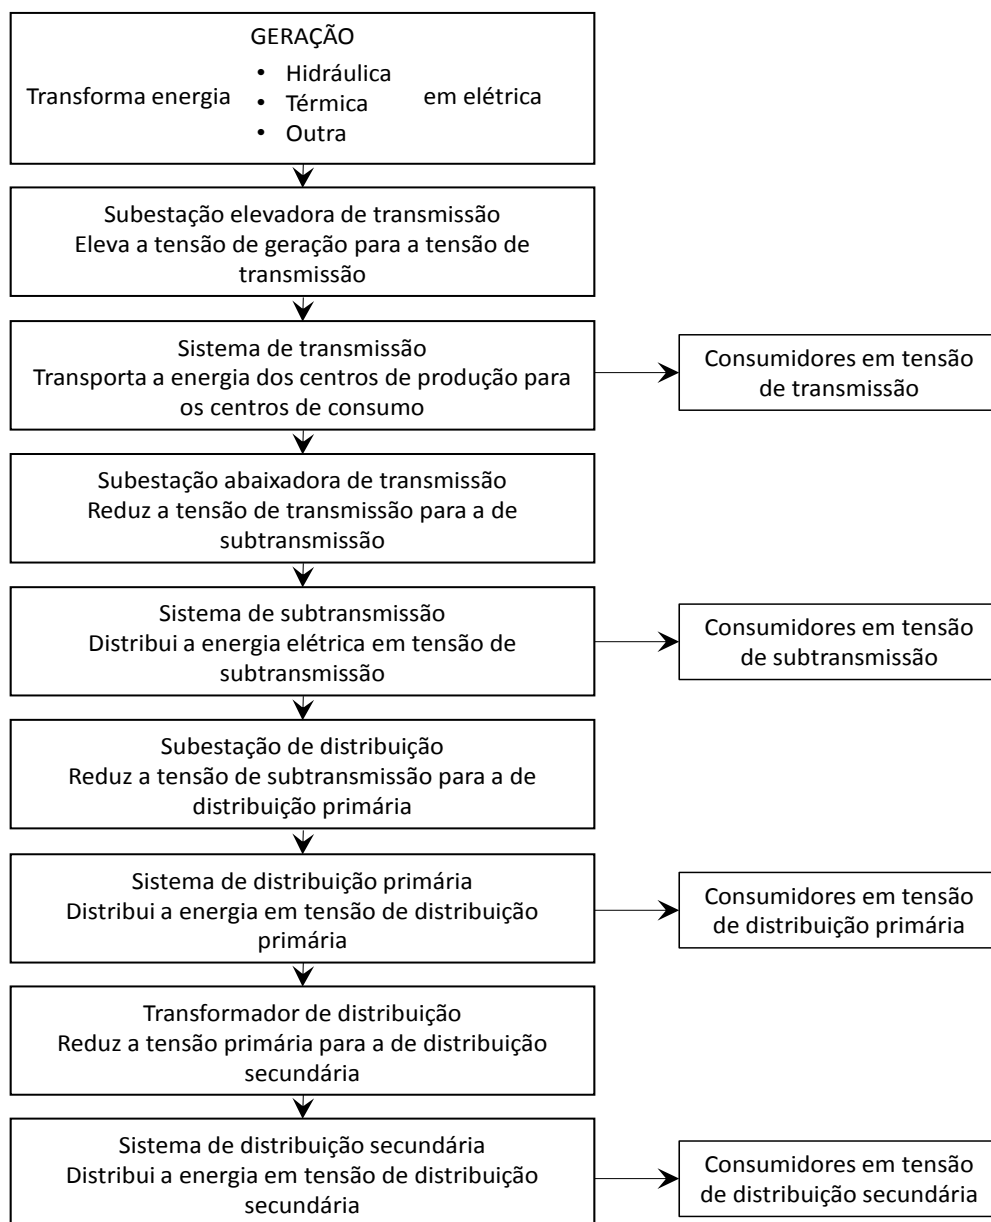 GERAÇÃO
Transforma energia
• Hidráulica
• Térmica
• Outra
em elétrica
Subestação elevadora de transmissão
Eleva a tensão de geração para a tensão de
transmissão
Sistema de transmissão
Transporta a energia dos centros de produção para
os centros de consumo
Consumidores em tensão
de transmissão
Subestação abaixadora de transmissão
Reduz a tensão de transmissão para a de
subtransmissão
Sistema de subtransmissão
Distribui a energia elétrica em tensão de
subtransmissão
Consumidores em tensão
de subtransmissão
Subestação de distribuição
Reduz a tensão de subtransmissão para a de
distribuição primária
Sistema de distribuição primária
Distribui a energia em tensão de distribuição
primária
Consumidores em tensão
de distribuição primária
Transformador de distribuição
Reduz a tensão primária para a de distribuição
secundária
Sistema de distribuição secundária
Distribui a energia em tensão de distribuição
secundária
Consumidores em tensão
de distribuição secundária